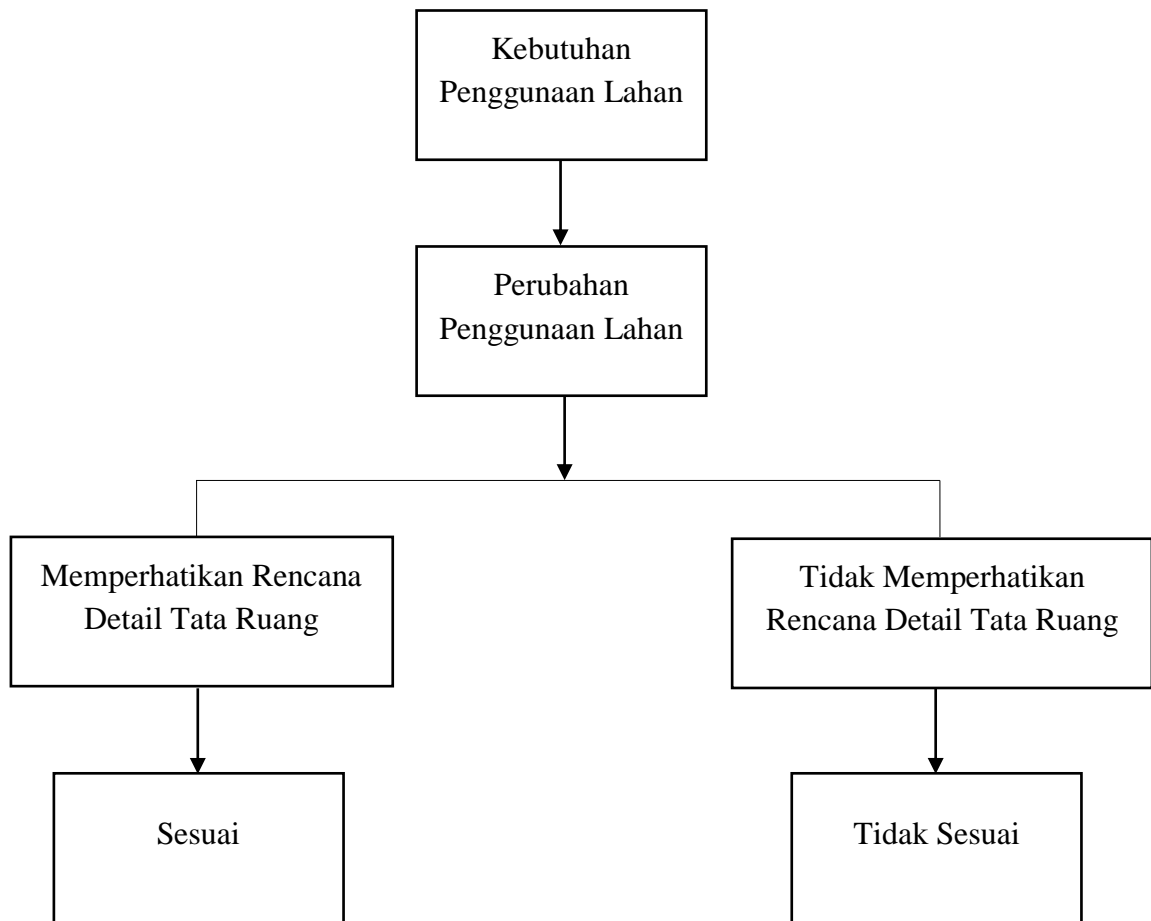 Kebutuhan
Penggunaan Lahan
Perubahan
Penggunaan Lahan
Memperhatikan Rencana
Detail Tata Ruang
Tidak Memperhatikan
Rencana Detail Tata Ruang
Sesuai
Tidak Sesuai